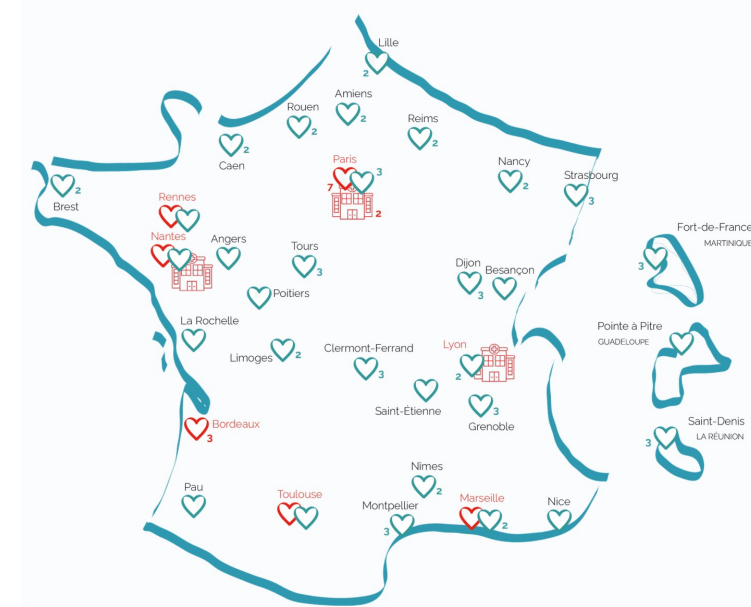 Lille
2
Amiens
2
Rouen
2
Reims
2
Caen
2
Paris
3
7
2
Nancy
2
Strasbourg
3
Brest
2
Rennes
Nantes
Angers
Tours
3
Poitiers
Dijon
3
Besançon
Fort-de-France
MARTINIQUE
3
La Rochelle
Limoges
2
Clermont-Ferrand
3
Lyon
2
Pointe à Pitre
GUADELOUPE
Saint-Étienne
3
Grenoble
Bordeaux
3
Saint-Denis
LA RÉUNION
3
Nîmes
2
Pau
Toulouse
Montpellier
3
Marseille
2
Nice